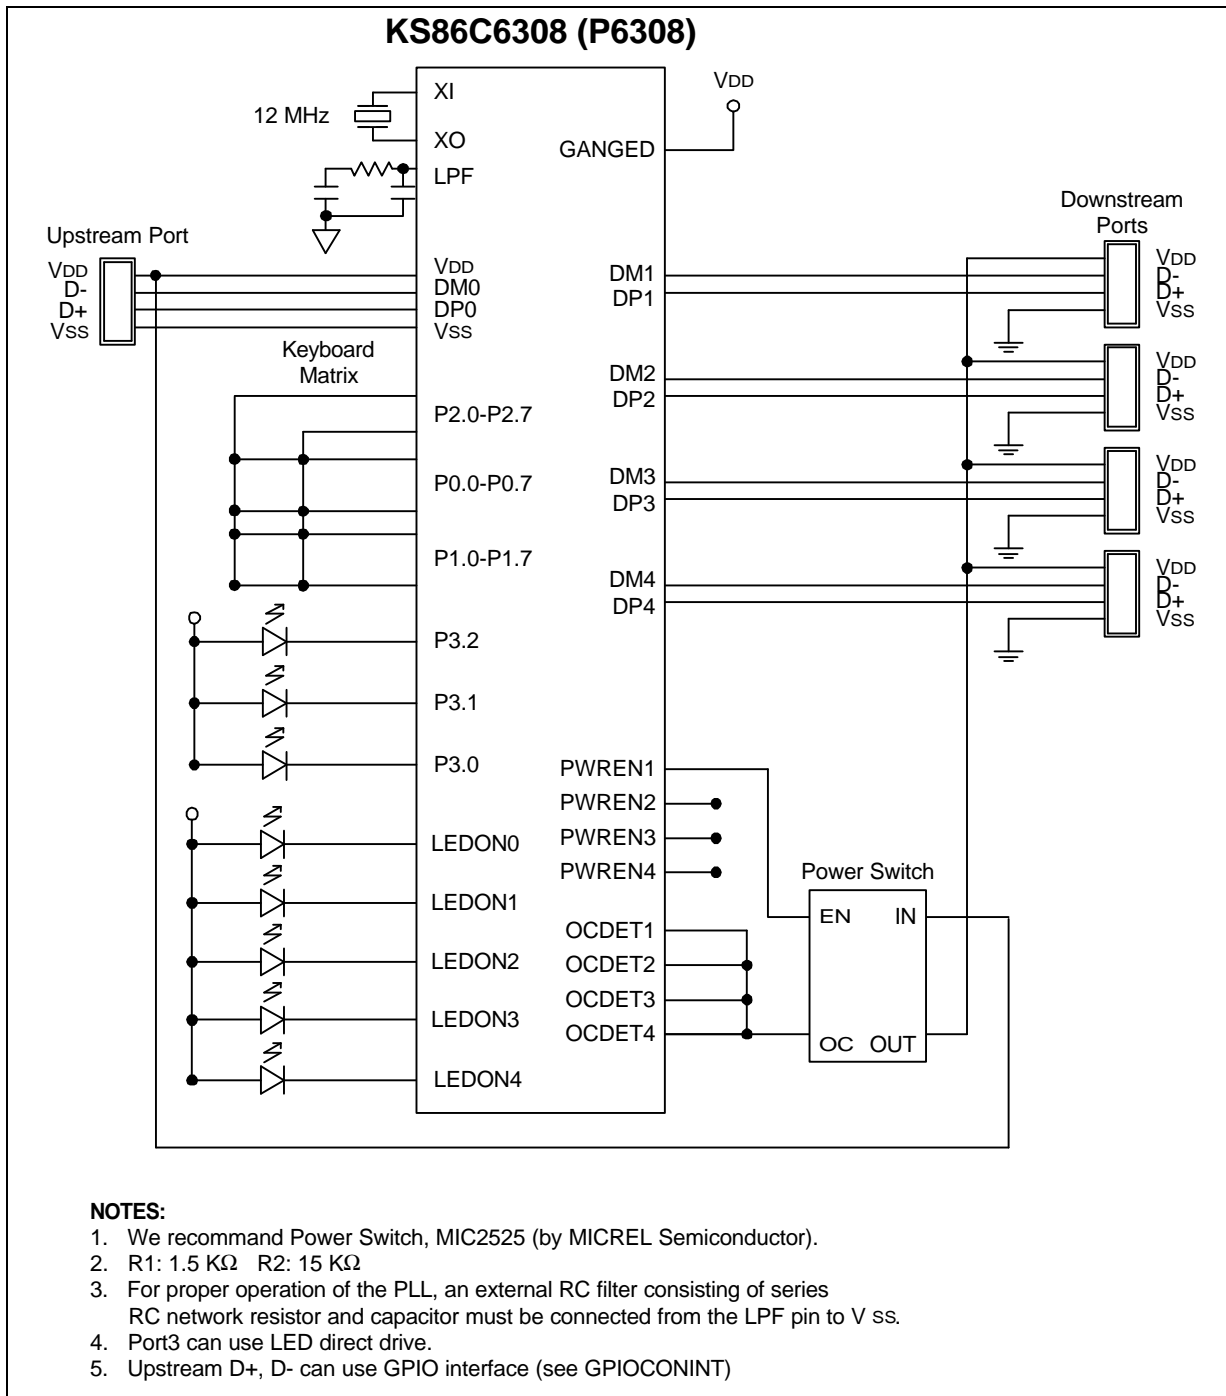 KS86C6308 (P6308)
VDD
12 MHz
XI
XO
LPF
GANGED
Upstream Port
VDD
D-
D+
VSS
VDD
DM0
DP0
VSS
Downstream
Ports
DM1
DP1
VDD
D-
D+
VSS
Keyboard
Matrix
P2.0-P2.7
P0.0-P0.7
P1.0-P1.7
DM2
DP2
VDD
D-
D+
VSS
DM3
DP3
VDD
D-
D+
VSS
DM4
DP4
VDD
D-
D+
VSS
P3.2
P3.1
P3.0
LEDON0
LEDON1
LEDON2
LEDON3
LEDON4
PWREN1
PWREN2
PWREN3
PWREN4
OCDET1
OCDET2
OCDET3
OCDET4
Power Switch
EN IN
OC OUT
NOTES:
1. We recommand Power Switch, MIC2525 (by MICREL Semiconductor).
2. R1: 1.5 KΩ R2: 15 KΩ
3. For proper operation of the PLL, an external RC filter consisting of series
RC network resistor and capacitor must be connected from the LPF pin to V SS.
4. Port3 can use LED direct drive.
5. Upstream D+, D- can use GPIO interface (see GPIOCONINT)